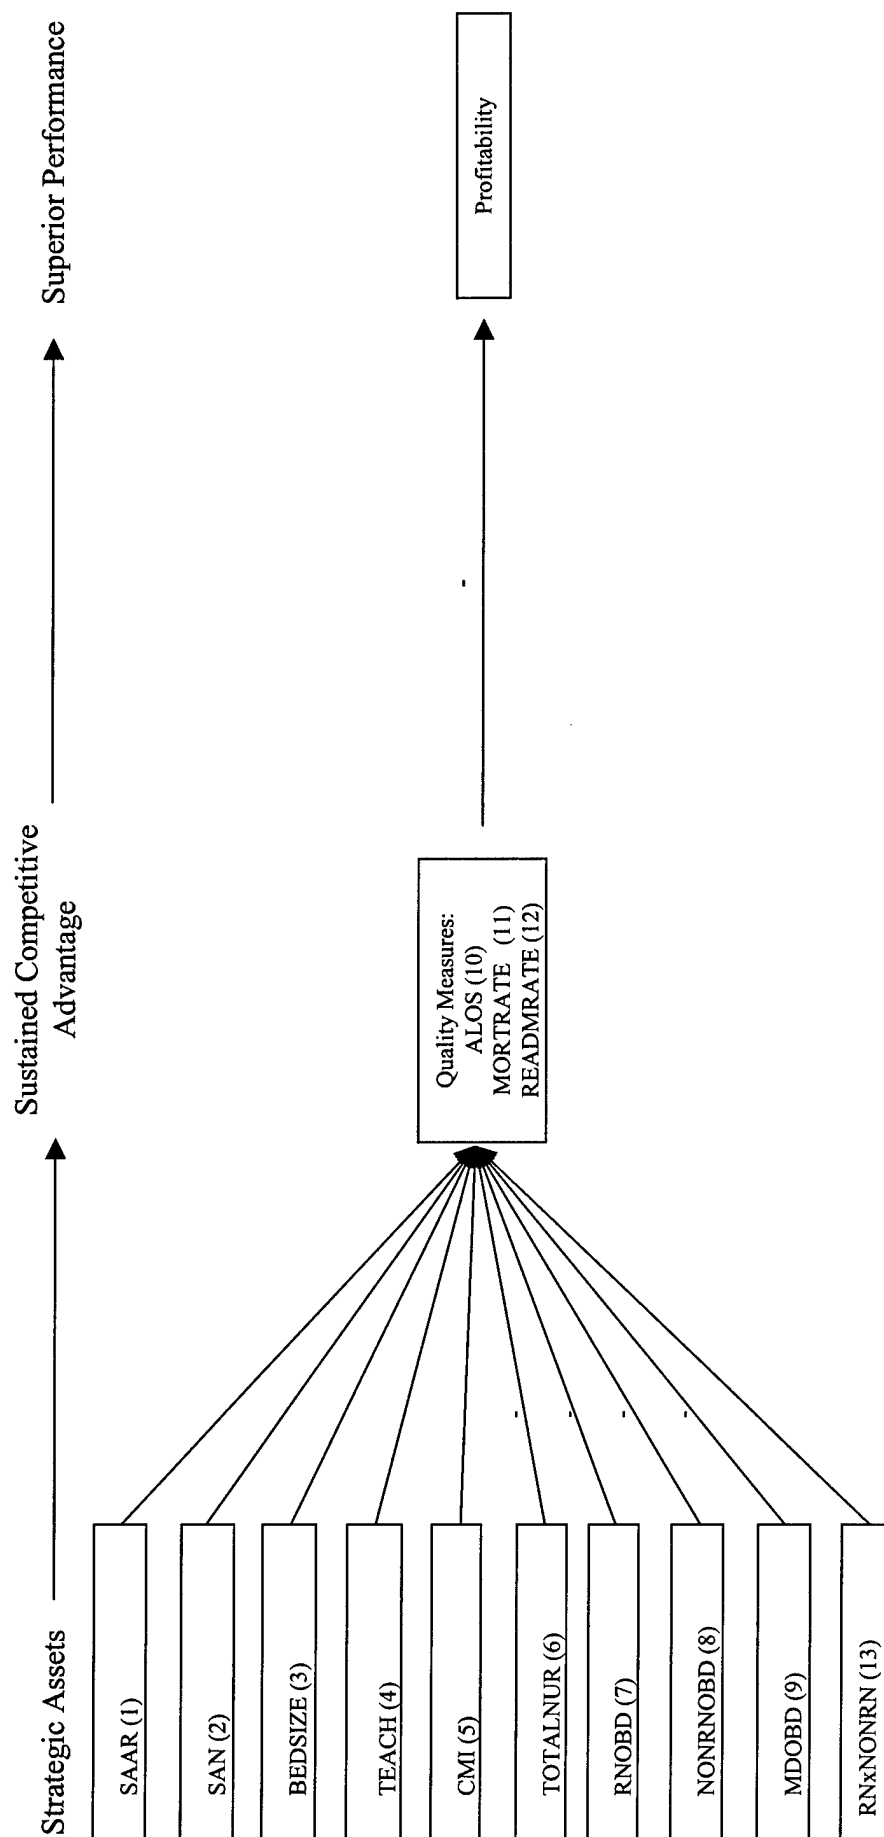 Strategic Assets
Sustained Competitive
Advantage
Superior Performance
SAAR (1)
SAN (2)
BEDSIZE (3)
TEACH (4)
CMI (5)
TOTALNUR (6)
RNOBD (7)
NONRNOBD (8)
MDOBD (9)
RNxNONRN (13)
-
-
-
-
Quality Measures:
ALOS (10)
MORTRATE (11)
READMRATE (12)
-
Profitability